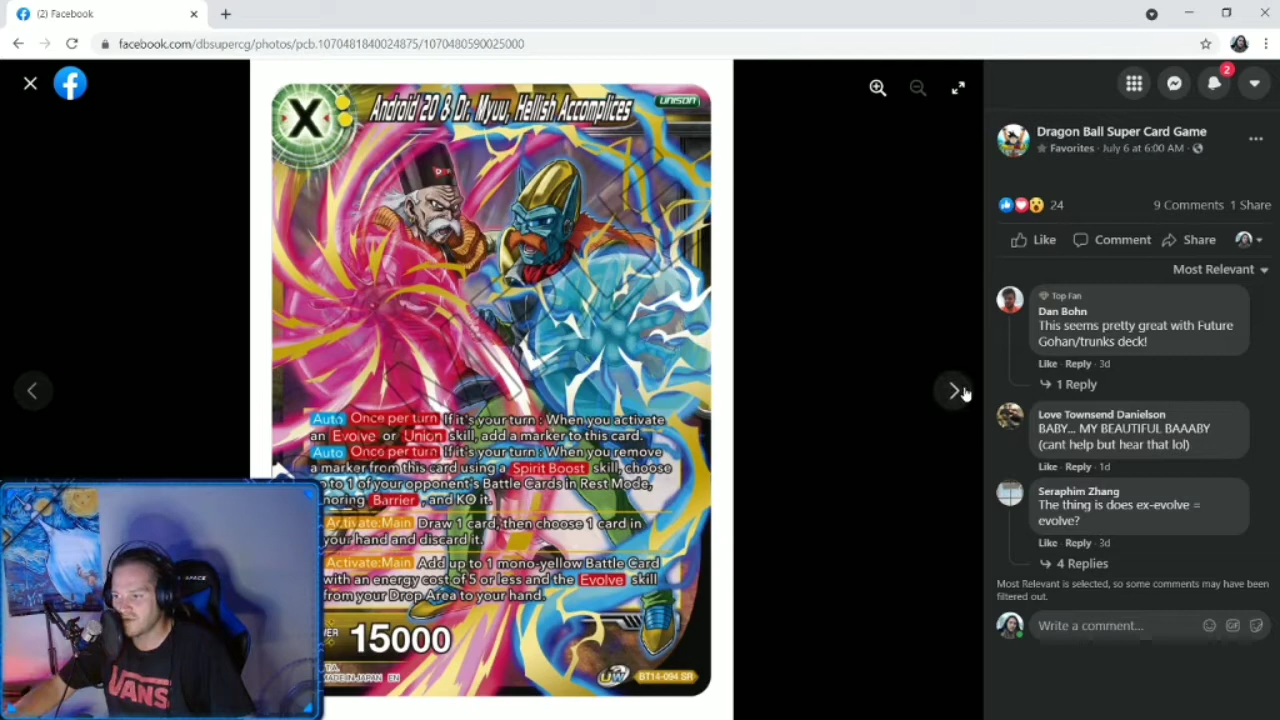 (2) Facebook
facebook.com/dbsupercg/photos/pcb.1070481840024875/1070480590025000
X
Android 20 & Dr. Myuu, Hellish Accomplices
UNISON
Auto Once per turn If it's your turn : When you activate
an Evolve or Union skill, add a marker to this card.
Auto Once per turn If it's your turn : When you remove
a marker from this card using a Spirit Boost skill, choose
to 1 of your opponent's Battle Cards in Rest Mode,
noring Barrier, and KO it.
Activate:Main Draw 1 card, then choose 1 card in
your hand and discard it.
Activate:Main Add up to 1 mono-yellow Battle Card
with an energy cost of 5 or less and the Evolve skill
from your Drop Area to your hand.
15000
MADE IN JAPAN EN
UW
BT14-094 SR
SPACE
VANS
2
Dragon Ball Super Card Game
Favorites · July 6 at 6:00 AM ·
24
9 Comments 1 Share
Like Comment Share
Most Relevant
Top Fan
Dan Bohn
This seems pretty great with Future
Gohan/trunks deck!
Like · Reply · 3d
1 Reply
Love Townsend Danielson
BABY... MY BEAUTIFUL BAAABY
(cant help but hear that lol)
Like · Reply · 1d
Seraphim Zhang
The thing is does ex-evolve =
evolve?
Like · Reply · 3d
4 Replies
Most Relevant is selected, so some comments may have been
filtered out.
Write a comment…